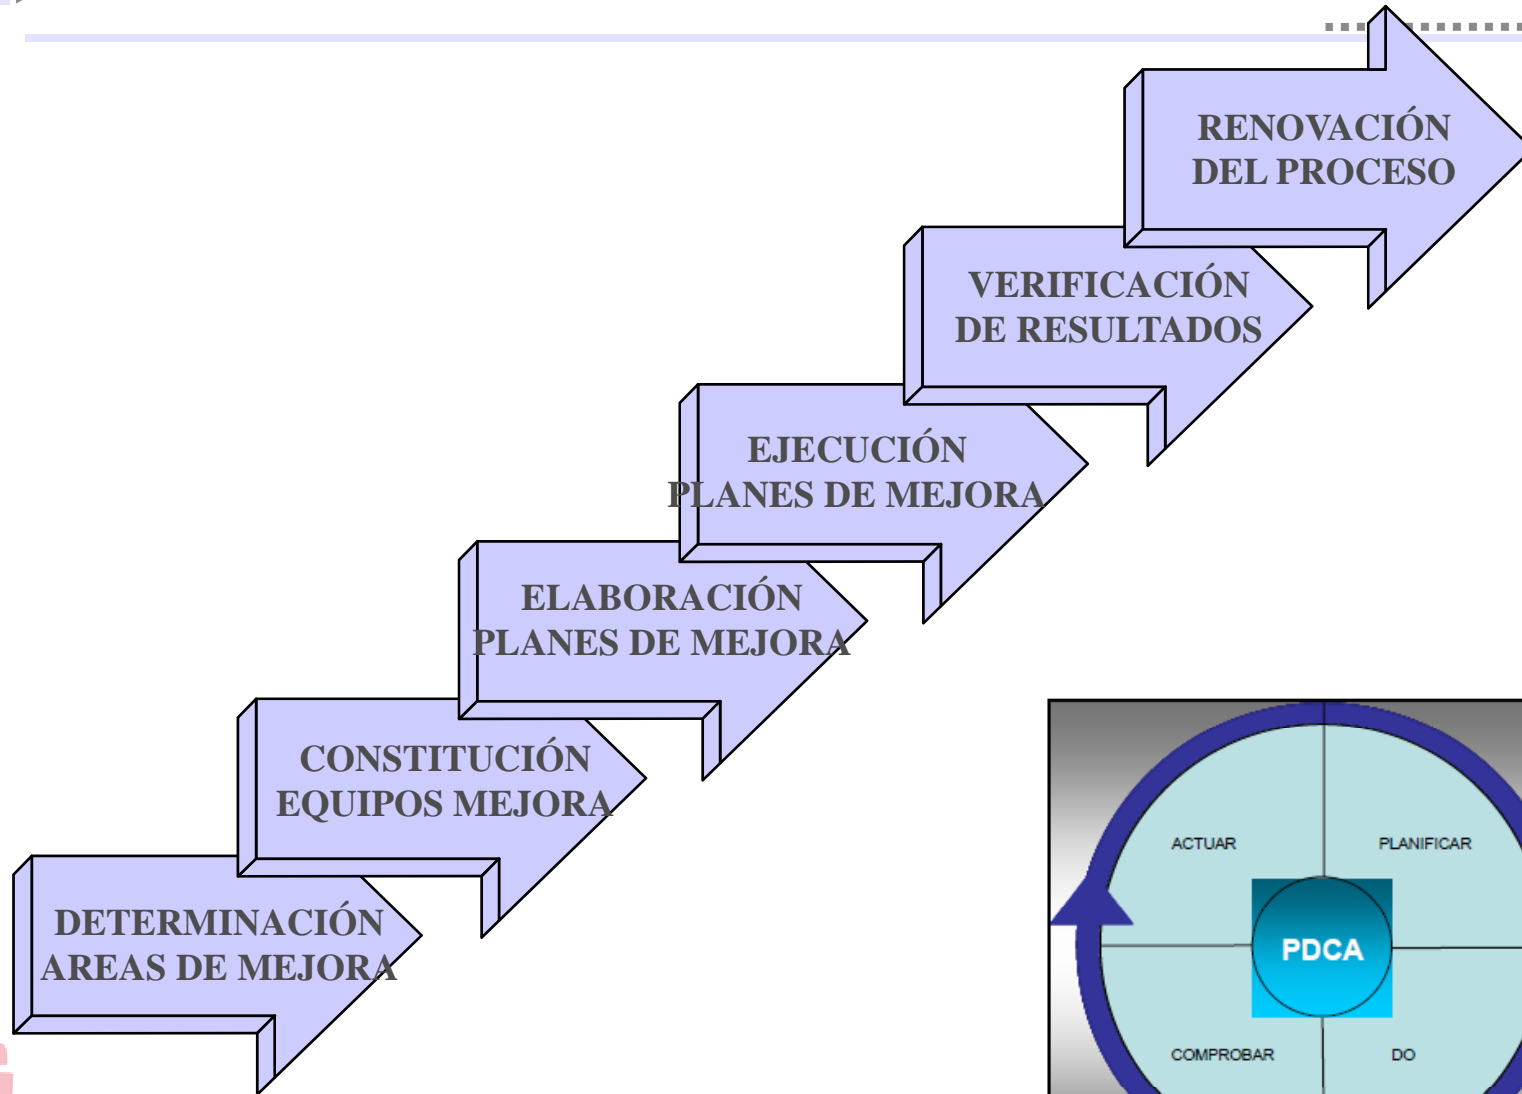 RENOVACIÓN
DEL PROCESO
VERIFICACIÓN
DE RESULTADOS
EJECUCIÓN
PLANES DE MEJORA
ELABORACIÓN
PLANES DE MEJORA
CONSTITUCIÓN
EQUIPOS MEJORA
DETERMINACIÓN
AREAS DE MEJORA
ACTUAR
PLANIFICAR
PDCA
COMPROBAR
DO